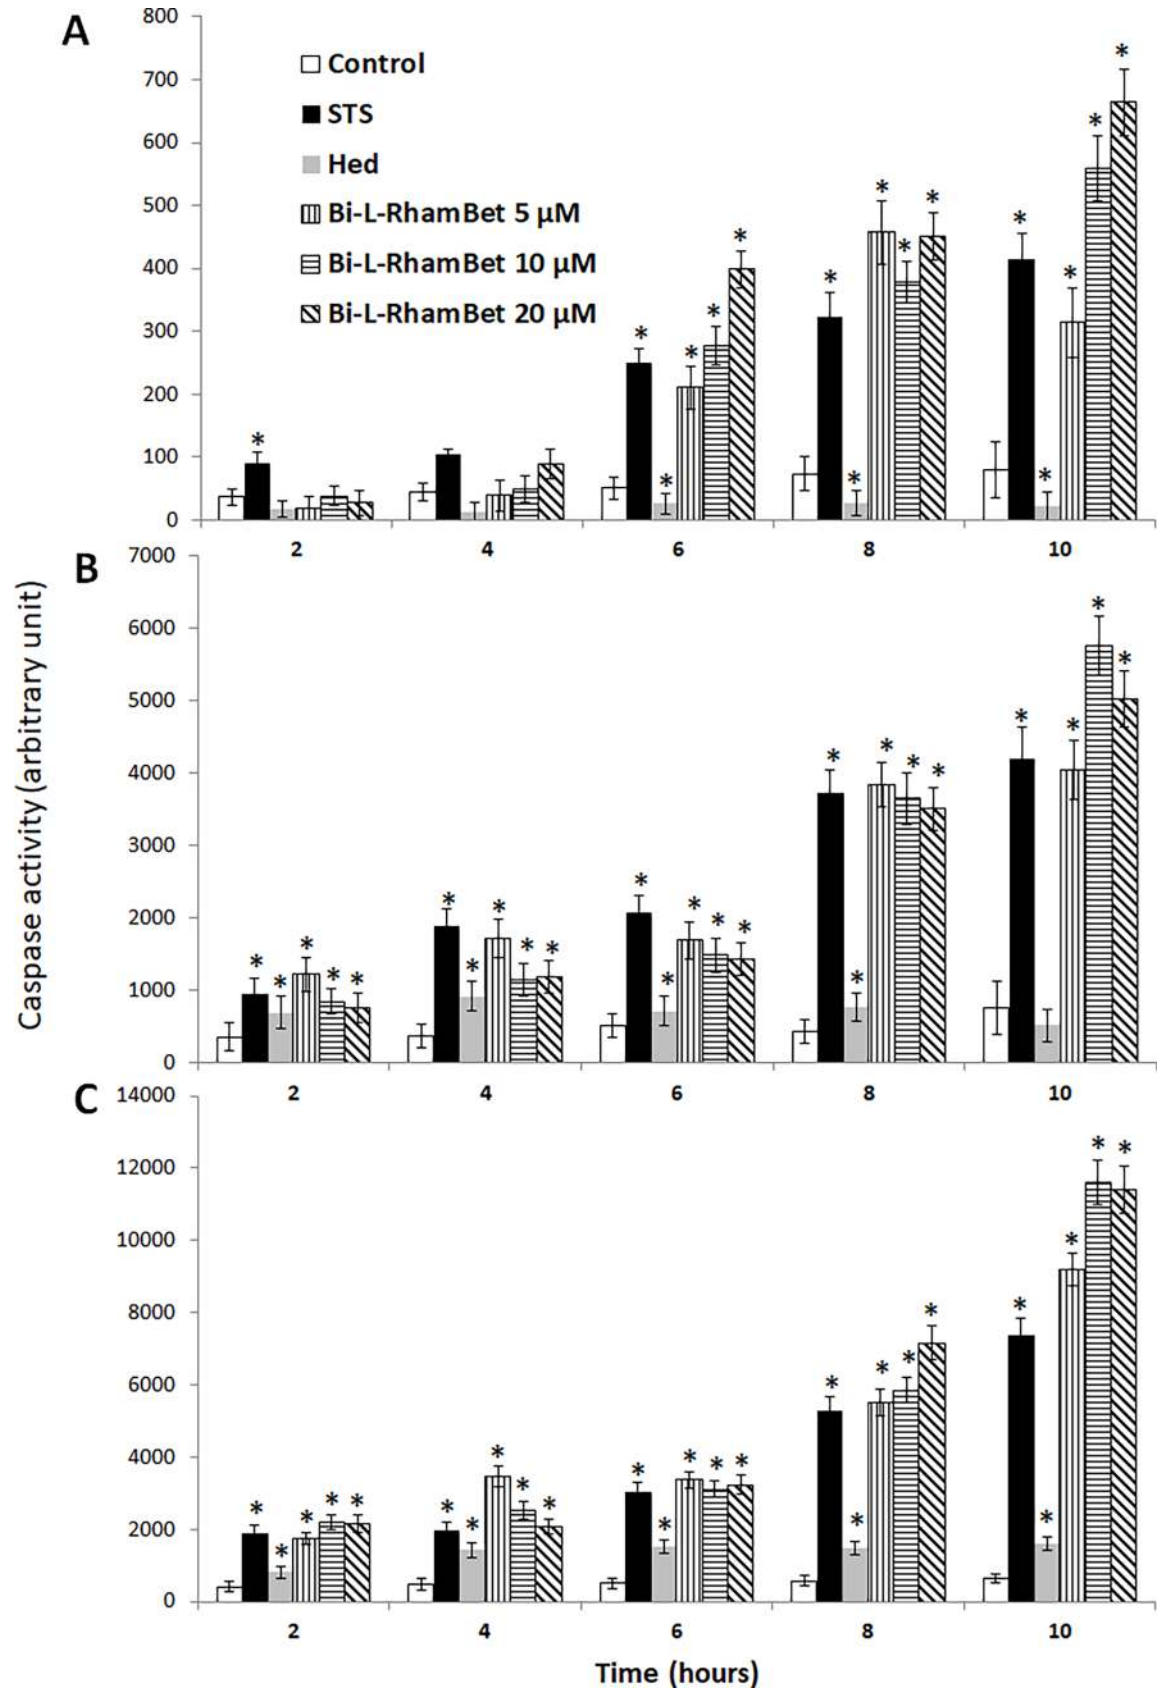 A
800
700
600
500
400
300
200
100
0
Control
STS
Hed
Bi-L-RhamBet 5 µM
Bi-L-RhamBet 10 µM
Bi-L-RhamBet 20 µM
* * * * * * * * * * * * * * * *
2 4 6 8 10
Caspase activity (arbitrary unit)
B
7000
6000
5000
4000
3000
2000
1000
0
* * * * * * * * * * * * * * * * * * * * * * * *
2 4 6 8 10
C
14000
12000
10000
8000
6000
4000
2000
0
* * * * * * * * * * * * * * * * * * * * * * * * *
2 4 6 8 10
Time (hours)